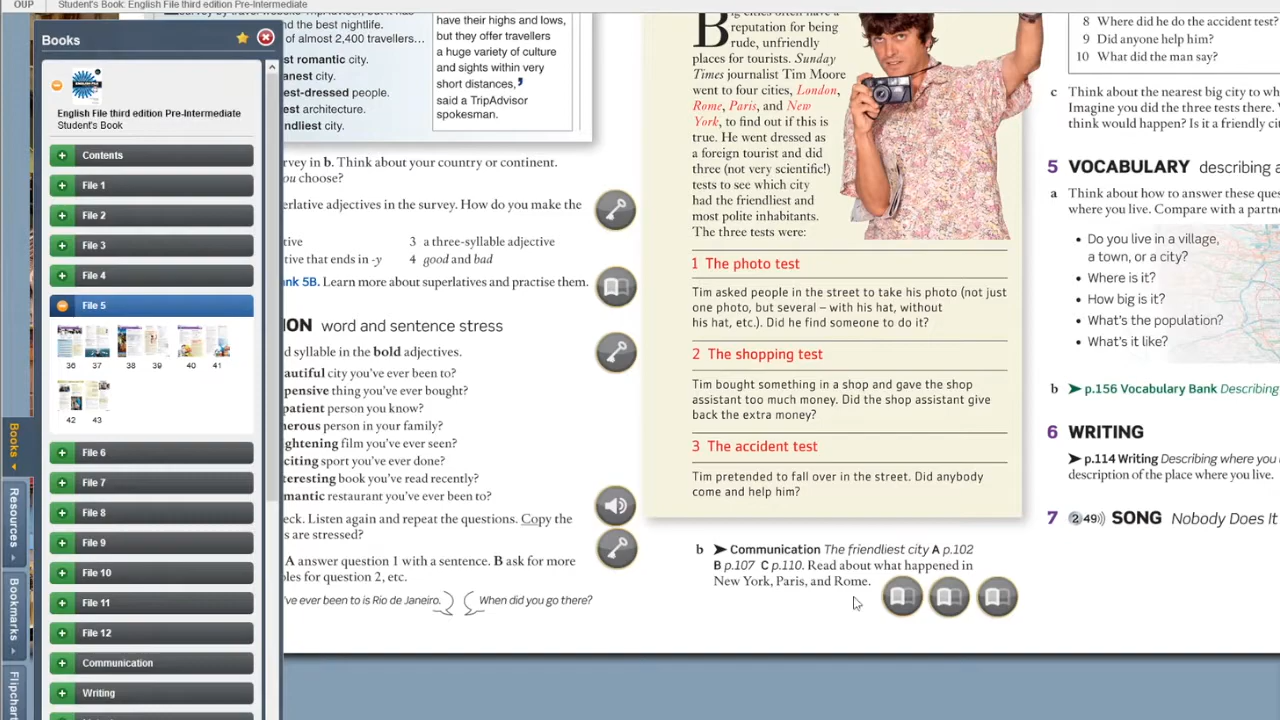 OUP Student's Book: English File third edition Pre-Intermediate
Books
English File third edition Pre-Intermediate
Student's Book
Contents
File 1
File 2
File 3
File 4
File 5
36 37 38 39 40 41
42 43
File 6
File 7
File 8
File 9
File 10
File 11
File 12
Communication
Writing
Books
Resources
Bookmarks
Flipchar
and the best nightlife.
of almost 2,400 travellers…
st romantic city.
anest city.
est-dressed people.
est architecture.
ndliest city.
have their highs and lows,
but they offer travellers
a huge variety of culture
and sights within very
short distances,’
said a TripAdvisor
spokesman.
rvey in b. Think about your country or continent.
ou choose?
erlative adjectives in the survey. How do you make the
tive 3 a three-syllable adjective
tive that ends in -y 4 good and bad
nk 5B. Learn more about superlatives and practise them.
ION word and sentence stress
d syllable in the bold adjectives.
autiful city you've ever been to?
pensive thing you've ever bought?
patient person you know?
nerous person in your family?
ghtening film you've ever seen?
citing sport you've ever done?
teresting book you've read recently?
mantic restaurant you've ever been to?
eck. Listen again and repeat the questions. Copy the
s are stressed?
A answer question 1 with a sentence. B ask for more
les for question 2, etc.
've ever been to is Rio de Janeiro. When did you go there?
Big cities often have a
reputation for being
rude, unfriendly
places for tourists. Sunday
Times journalist Tim Moore
went to four cities, London,
Rome, Paris, and New
York, to find out if this is
true. He went dressed as
a foreign tourist and did
three (not very scientific!)
tests to see which city
had the friendliest and
most polite inhabitants.
The three tests were:
1 The photo test
Tim asked people in the street to take his photo (not just
one photo, but several – with his hat, without
his hat, etc.). Did he find someone to do it?
2 The shopping test
Tim bought something in a shop and gave the shop
assistant too much money. Did the shop assistant give
back the extra money?
3 The accident test
Tim pretended to fall over in the street. Did anybody
come and help him?
b Communication The friendliest city A p.102
B p.107 C p.110. Read about what happened in
New York, Paris, and Rome.
8 Where did he do the accident test?
9 Did anyone help him?
10 What did the man say?
c Think about the nearest big city to wh
Imagine you did the three tests there. W
think would happen? Is it a friendly ci
5 VOCABULARY describing a
a Think about how to answer these ques
where you live. Compare with a partn
• Do you live in a village,
a town, or a city?
• Where is it?
• How big is it?
• What's the population?
• What's it like?
b p.156 Vocabulary Bank Describing
6 WRITING
p.114 Writing Describing where you
description of the place where you live.
7 2 49)) SONG Nobody Does It